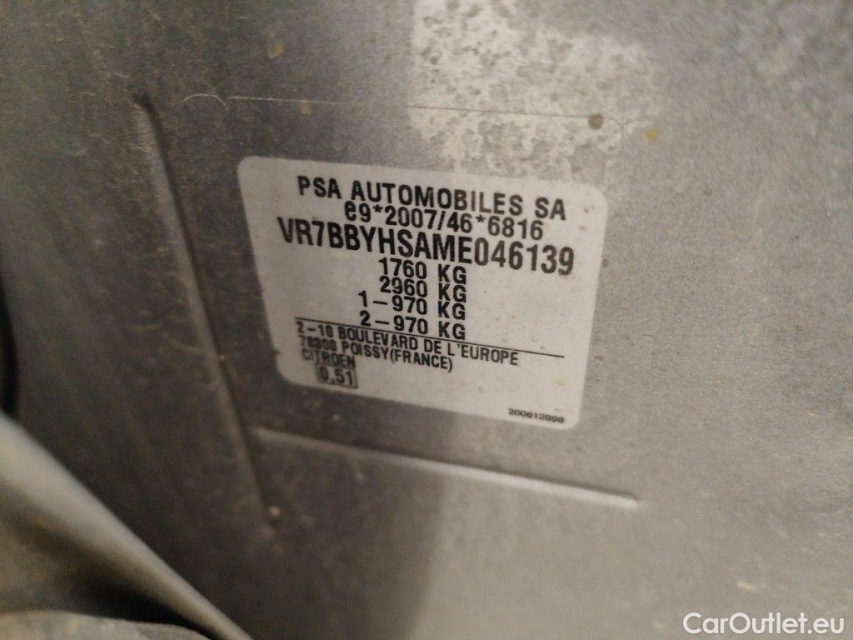 PSA AUTOMOBILES SA
e9*2007/46*6816
VR7BBYHSAME046139
1760 KG
2960 KG
1-970 KG
2-970 KG
2-10 BOULEVARD DE L'EUROPE
78300 POISSY(FRANCE)
CITROEN
0.51
200612998
CarOutlet.eu